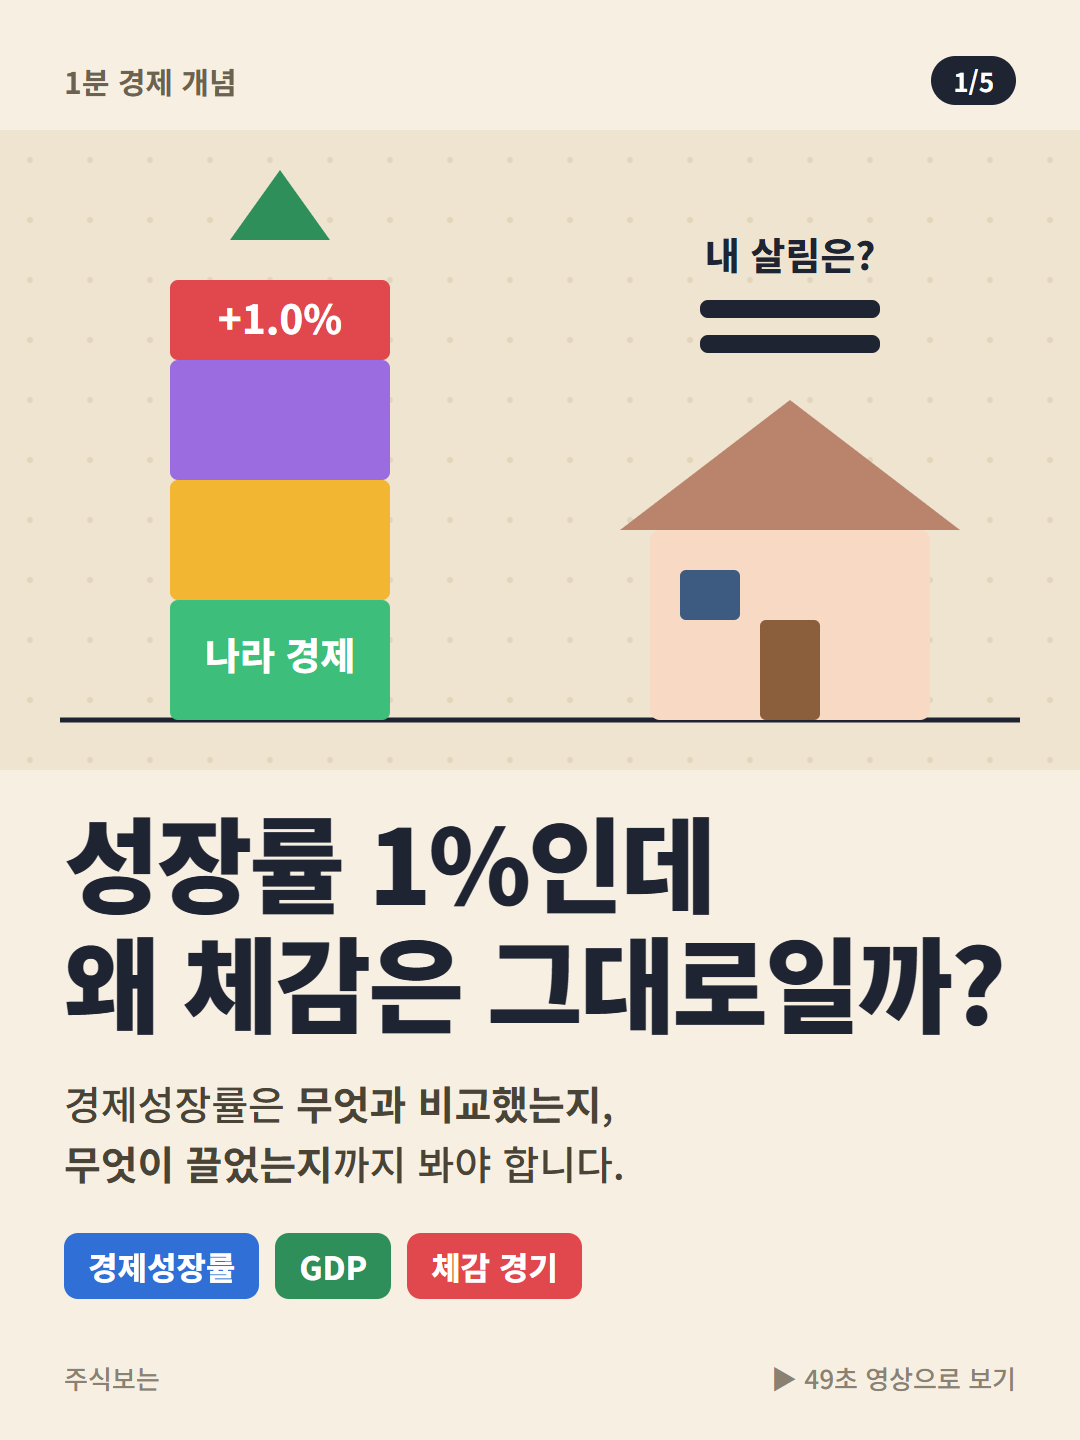 1분 경제 개념
1/5
+1.0%
나라 경제
내 살림은?
성장률 1%인데
왜 체감은 그대로일까?
경제성장률은 무엇과 비교했는지,
무엇이 끌었는지까지 봐야 합니다.
경제성장률
GDP
체감 경기
주식보는
▶ 49초 영상으로 보기